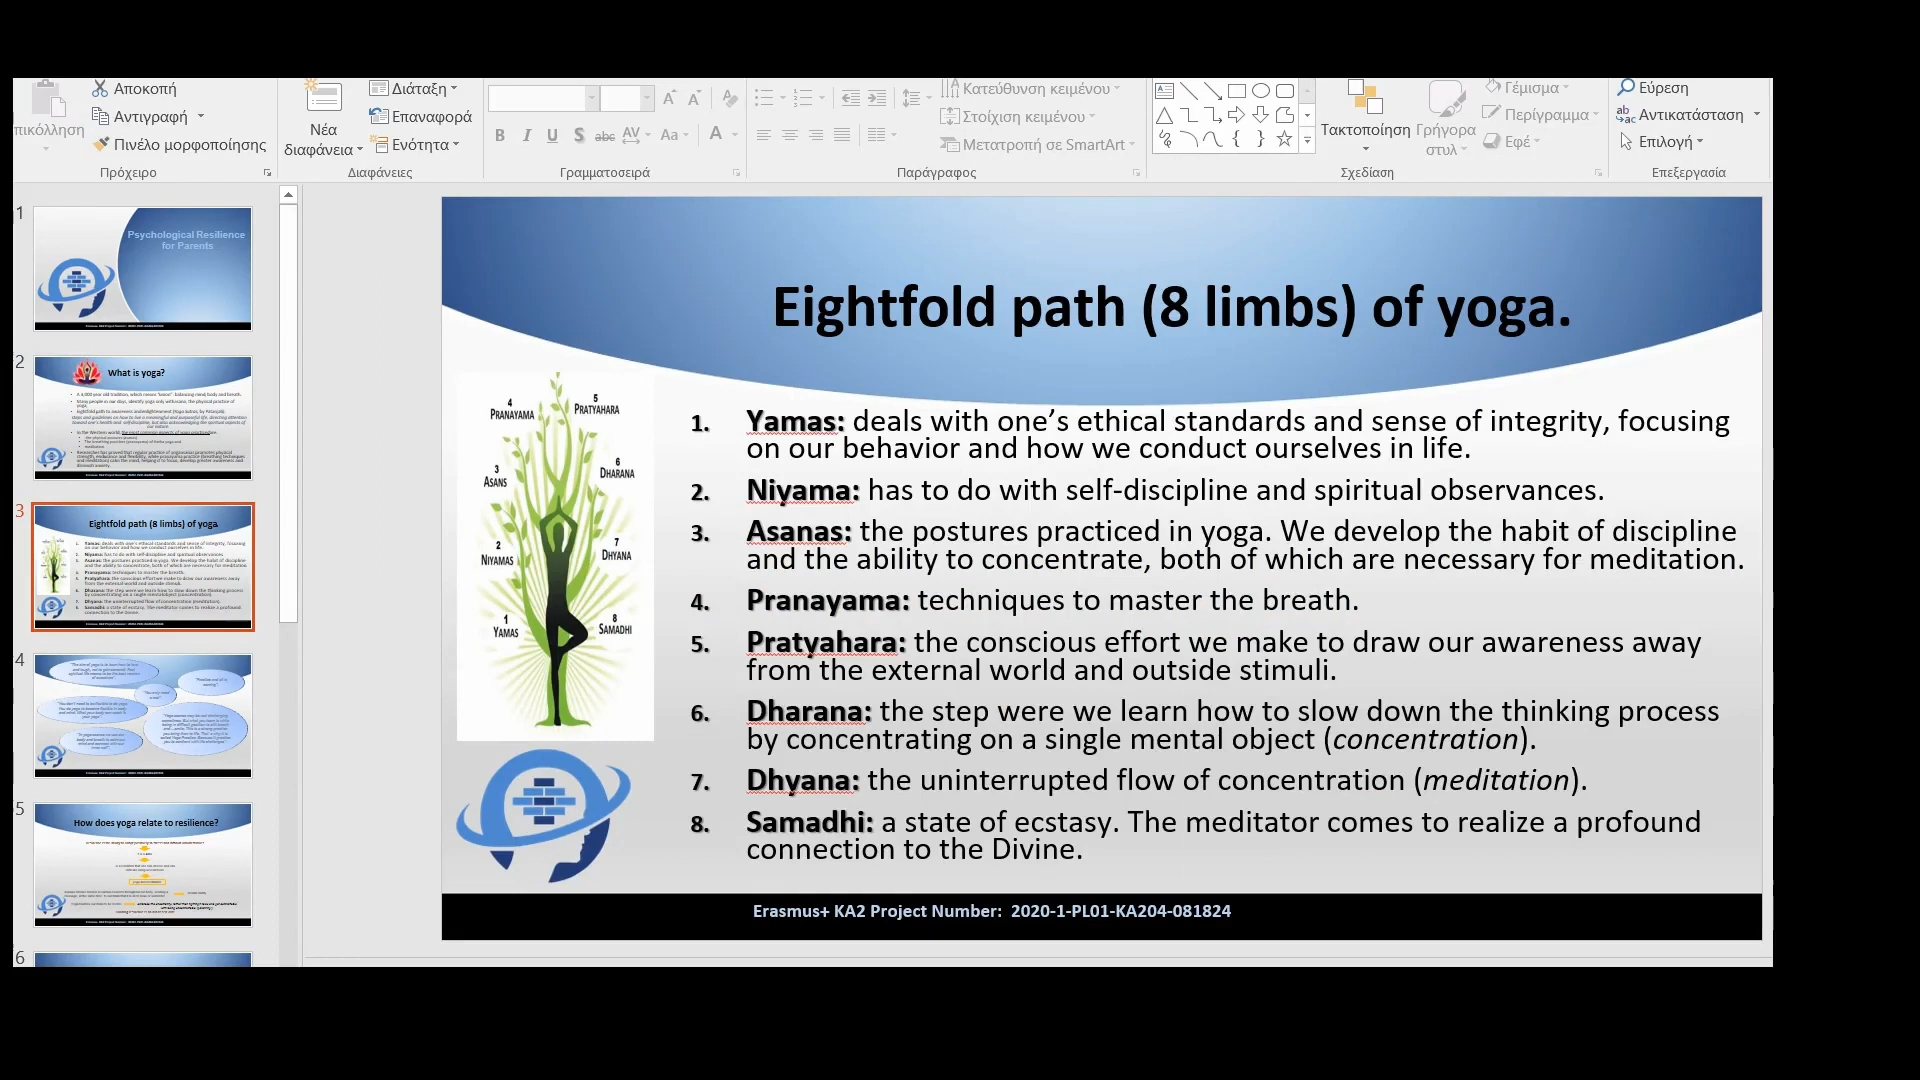 Αποκοπή
Αντιγραφή
Πινέλο μορφοποίησης
πικόλληση
Πρόχειρο
Νέα
διαφάνεια
Διάταξη
Επαναφορά
Ενότητα
Διαφάνειες
B I U S abc AV Aa A
Γραμματοσειρά
Κατεύθυνση κειμένου
Στοίχιση κειμένου
Μετατροπή σε SmartArt
Παράγραφος
Τακτοποίηση
Γρήγορα
στυλ
Γέμισμα
Περίγραμμα
Εφέ
Σχεδίαση
Εύρεση
Αντικατάσταση
Επιλογή
Επεξεργασία
1
Psychological Resilience
for Parents
2
What is yoga?
3
Eightfold path (8 limbs) of yoga.
4
5
How does yoga relate to resilience?
6
Eightfold path (8 limbs) of yoga.
4
PRANAYAMA
5
PRATYAHARA
3
ASANS
6
DHARANA
2
NIYAMAS
7
DHYANA
1
YAMAS
8
SAMADHI
1. Yamas: deals with one’s ethical standards and sense of integrity, focusing
on our behavior and how we conduct ourselves in life.
2. Niyama: has to do with self-discipline and spiritual observances.
3. Asanas: the postures practiced in yoga. We develop the habit of discipline
and the ability to concentrate, both of which are necessary for meditation.
4. Pranayama: techniques to master the breath.
5. Pratyahara: the conscious effort we make to draw our awareness away
from the external world and outside stimuli.
6. Dharana: the step were we learn how to slow down the thinking process
by concentrating on a single mental object (concentration).
7. Dhyana: the uninterrupted flow of concentration (meditation).
8. Samadhi: a state of ecstasy. The meditator comes to realize a profound
connection to the Divine.
Erasmus+ KA2 Project Number: 2020-1-PL01-KA204-081824